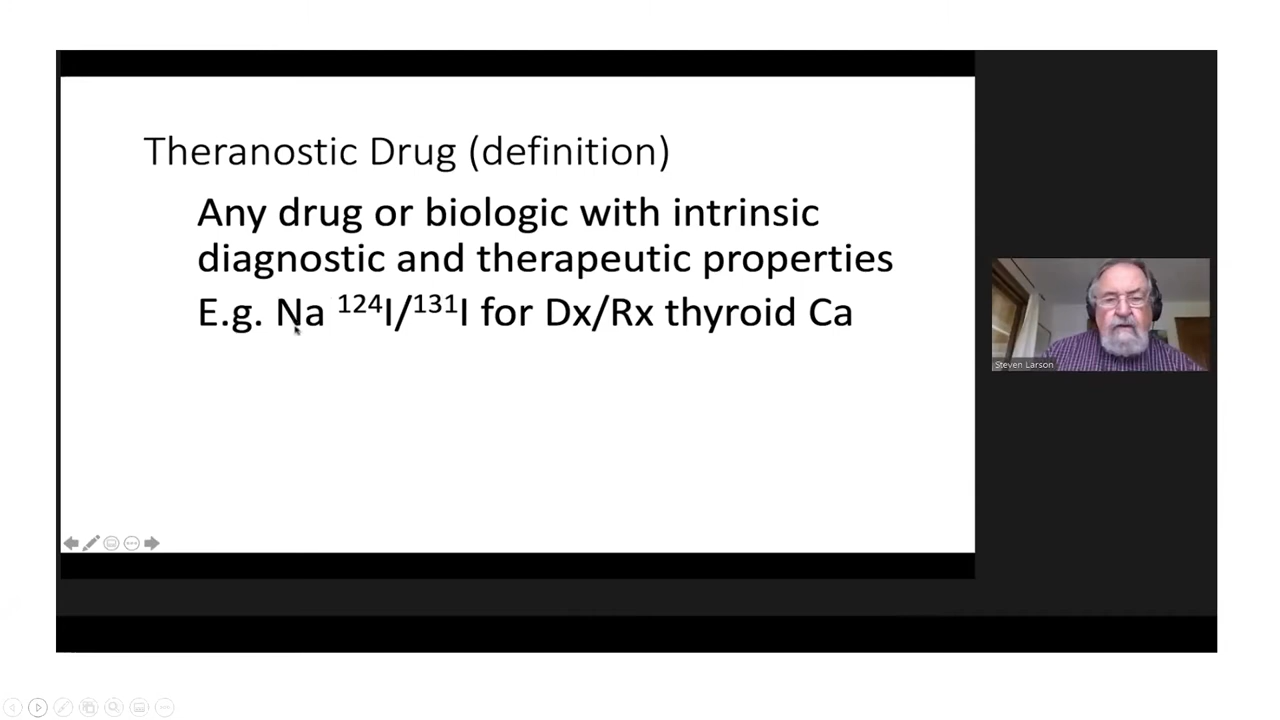 Theranostic Drug (definition)
Any drug or biologic with intrinsic
diagnostic and therapeutic properties
E.g. Na ¹²⁴I/¹³¹I for Dx/Rx thyroid Ca
Steven Larson